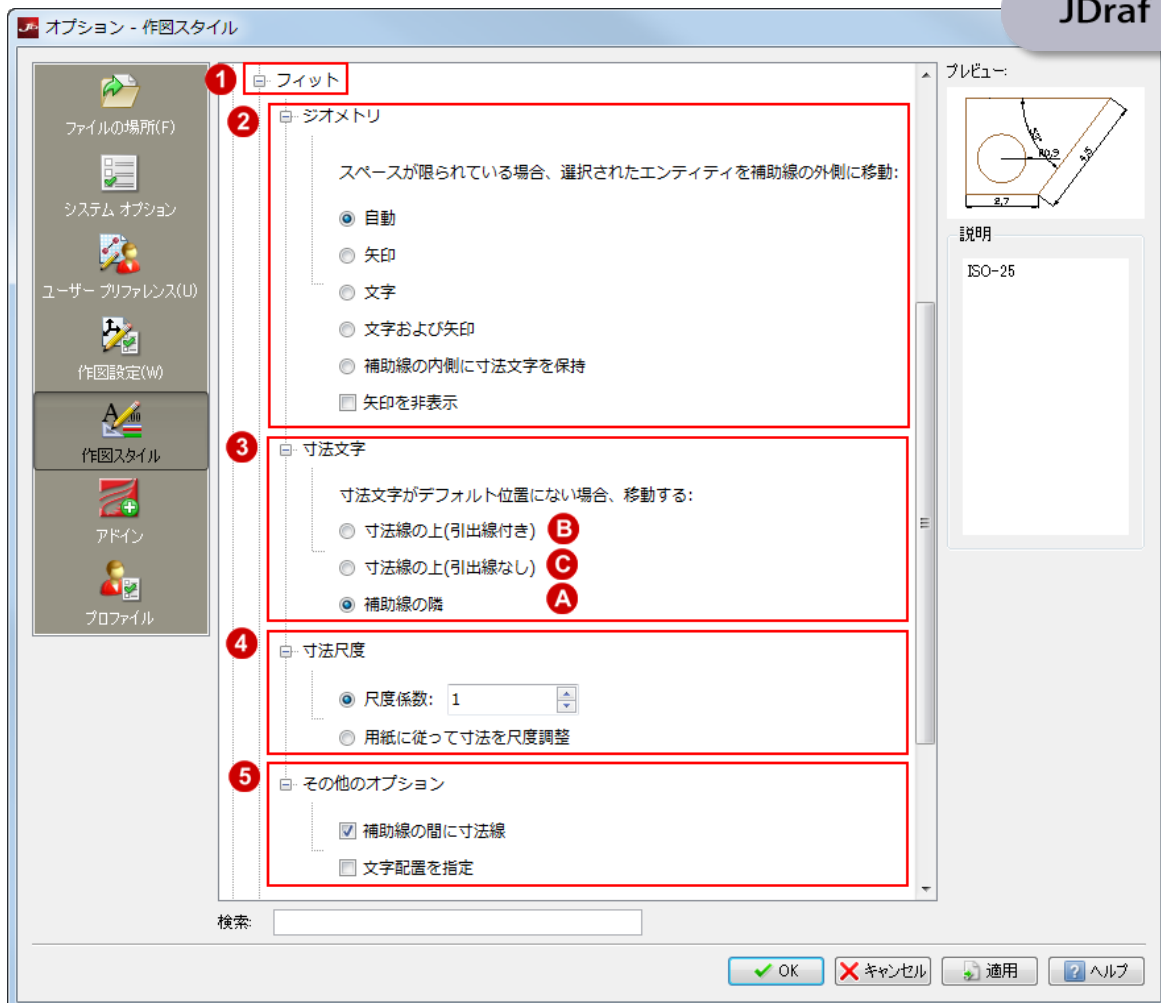 JDraf
オプション - 作図スタイル
ファイルの場所(F)
システム オプション
ユーザー プリファレンス(U)
作図設定(W)
作図スタイル
アドイン
プロファイル
1 フィット
2 ジオメトリ
スペースが限られている場合、選択されたエンティティを補助線の外側に移動:
自動
矢印
文字
文字および矢印
補助線の内側に寸法文字を保持
矢印を非表示
3 寸法文字
寸法文字がデフォルト位置にない場合、移動する:
寸法線の上(引出線付き) B
寸法線の上(引出線なし) C
補助線の隣 A
4 寸法尺度
尺度係数: 1
用紙に従って寸法を尺度調整
5 その他のオプション
補助線の間に寸法線
文字配置を指定
検索:
プレビュー:
R0,9
4,5
2,7
説明
ISO-25
OK
キャンセル
適用
ヘルプ